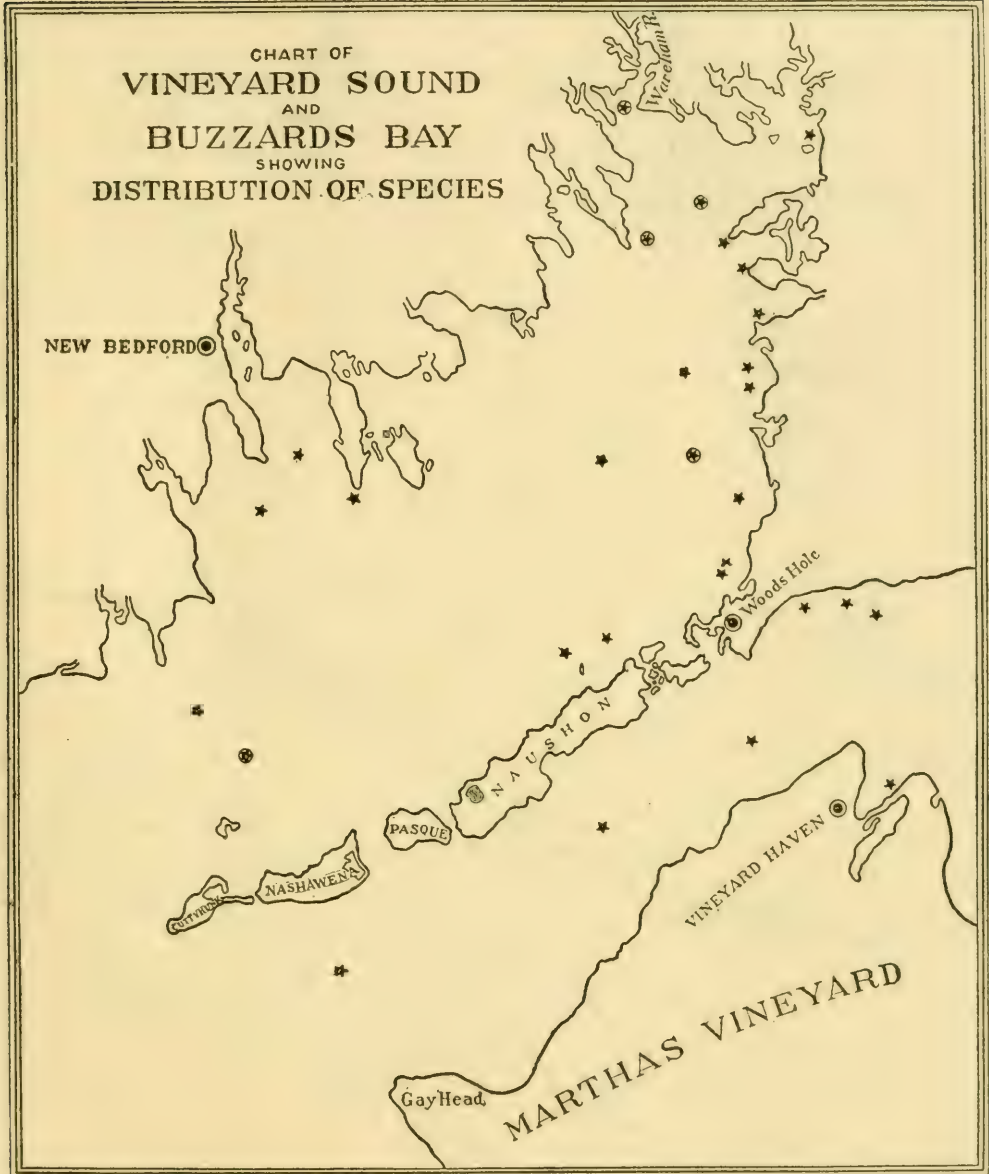 CHART OF
VINEYARD SOUND
AND
BUZZARDS BAY
SHOWING
DISTRIBUTION OF SPECIES
Wareham R.
NEW BEDFORD
Woods Hole
NAUSHON
PASQUE
NASHAWENA
CUTTYHUNK
VINEYARD HAVEN
MARTHAS VINEYARD
Gay Head